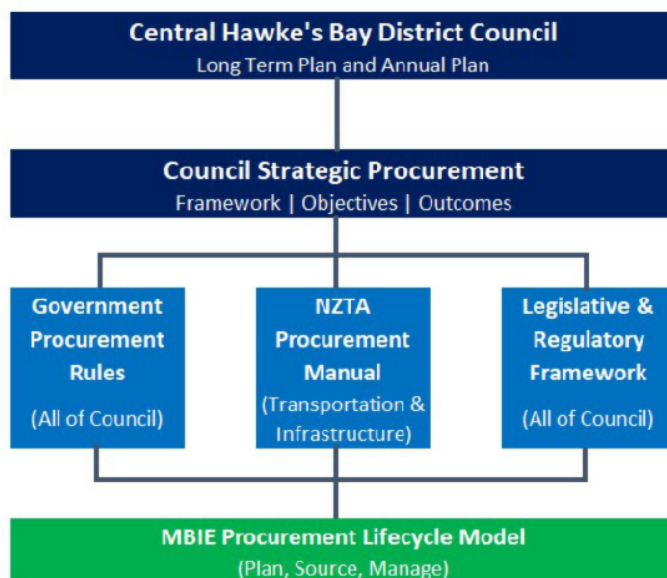 Central Hawke's Bay District Council
Long Term Plan and Annual Plan
Council Strategic Procurement
Framework | Objectives | Outcomes
Government
Procurement
Rules
(All of Council)
NZTA
Procurement
Manual
(Transportation &
Infrastructure)
Legislative &
Regulatory
Framework
(All of Council)
MBIE Procurement Lifecycle Model
(Plan, Source, Manage)